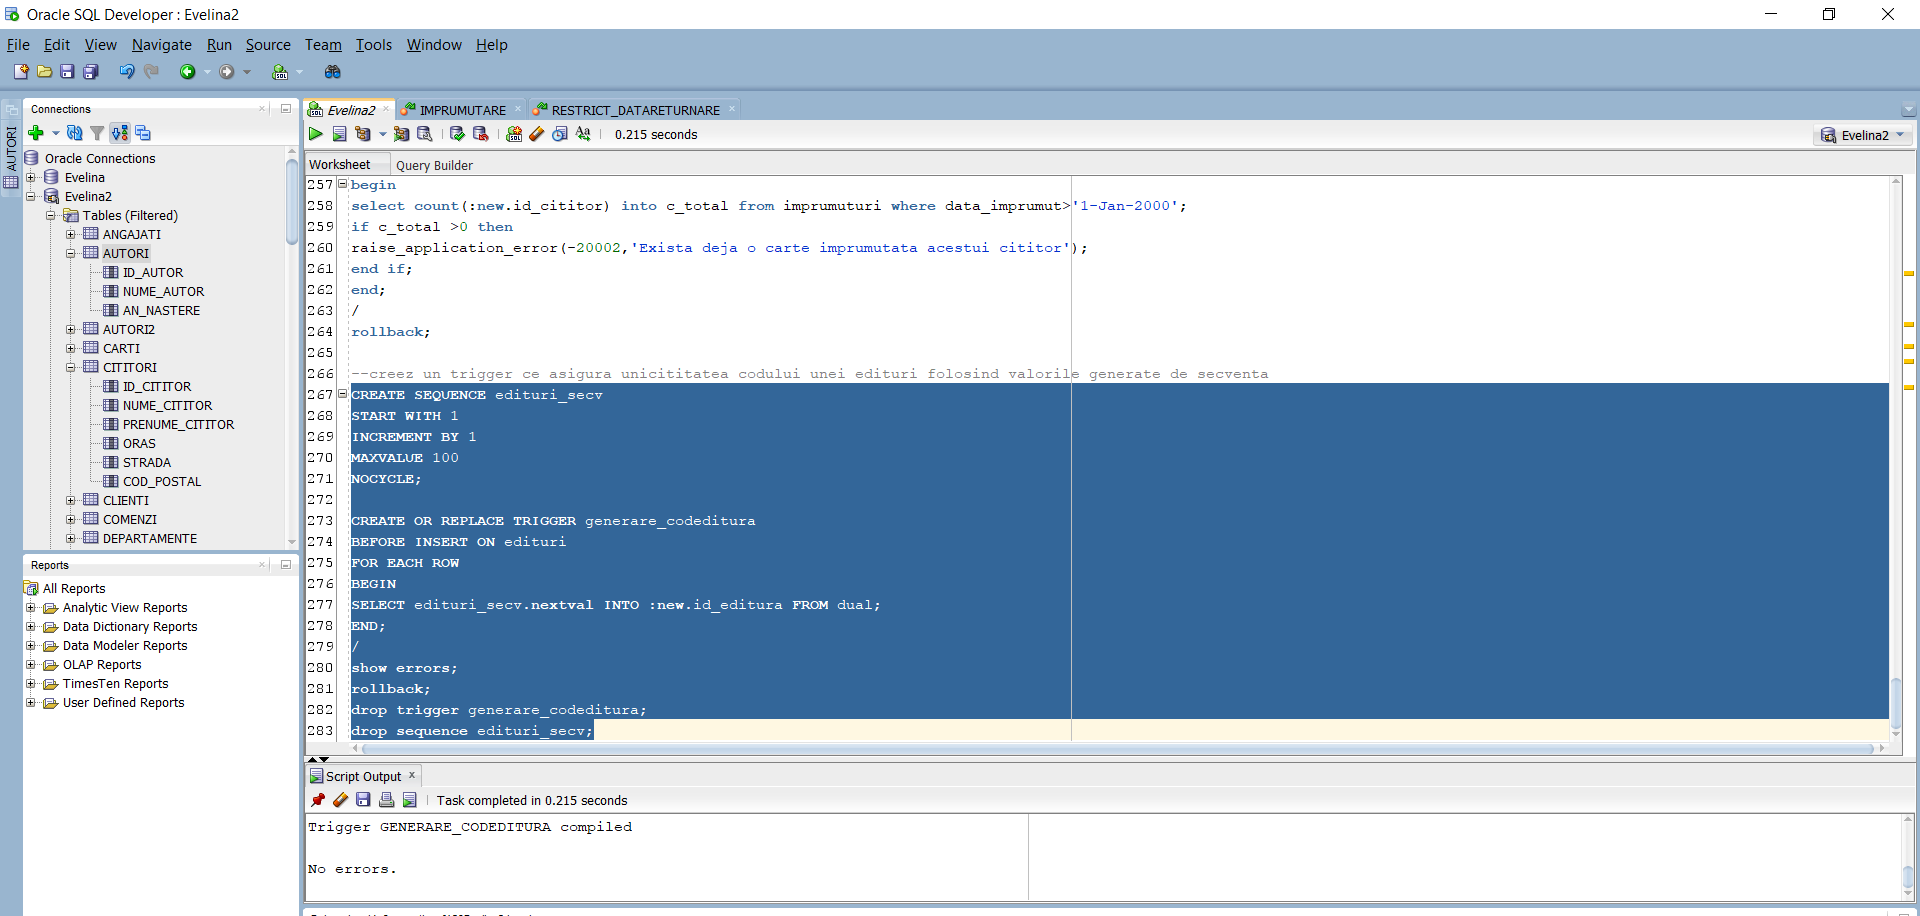 Oracle SQL Developer : Evelina2
File Edit View Navigate Run Source Team Tools Window Help
AUTORI
Connections
Oracle Connections
Evelina
Evelina2
Tables (Filtered)
ANGAJATI
AUTORI
ID_AUTOR
NUME_AUTOR
AN_NASTERE
AUTORI2
CARTI
CITITORI
ID_CITITOR
NUME_CITITOR
PRENUME_CITITOR
ORAS
STRADA
COD_POSTAL
CLIENTI
COMENZI
DEPARTAMENTE
Reports
All Reports
Analytic View Reports
Data Dictionary Reports
Data Modeler Reports
OLAP Reports
TimesTen Reports
User Defined Reports
Evelina2 IMPRUMUTARE RESTRICT_DATARETURNARE
0.215 seconds
Evelina2
Worksheet Query Builder
257 begin
258 select count(:new.id_cititor) into c_total from imprumuturi where data_imprumut>'1-Jan-2000';
259 if c_total >0 then
260 raise_application_error(-20002,'Exista deja o carte imprumutata acestui cititor');
261 end if;
262 end;
263 /
264 rollback;
265
266 --creez un trigger ce asigura unicititatea codului unei edituri folosind valorile generate de secventa
267 CREATE SEQUENCE edituri_secv
268 START WITH 1
269 INCREMENT BY 1
270 MAXVALUE 100
271 NOCYCLE;
272
273 CREATE OR REPLACE TRIGGER generare_codeditura
274 BEFORE INSERT ON edituri
275 FOR EACH ROW
276 BEGIN
277 SELECT edituri_secv.nextval INTO :new.id_editura FROM dual;
278 END;
279 /
280 show errors;
281 rollback;
282 drop trigger generare_codeditura;
283 drop sequence edituri_secv;
Script Output
Task completed in 0.215 seconds
Trigger GENERARE_CODEDITURA compiled
No errors.